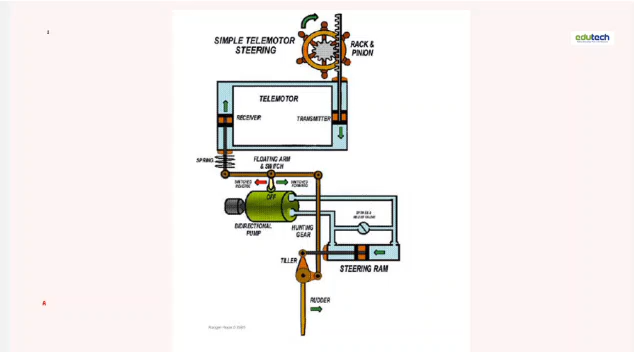 1
edutech
SIMPLE TELEMOTOR
STEERING
RACK &
PINION
TELEMOTOR
RECEIVER
TRANSMITTER
SPRING
FLOATING ARM
& SWITCH
OFF
BIDIRECTIONAL
PUMP
HUNTING
GEAR
STEERING RAM
TILLER
RUDDER
A